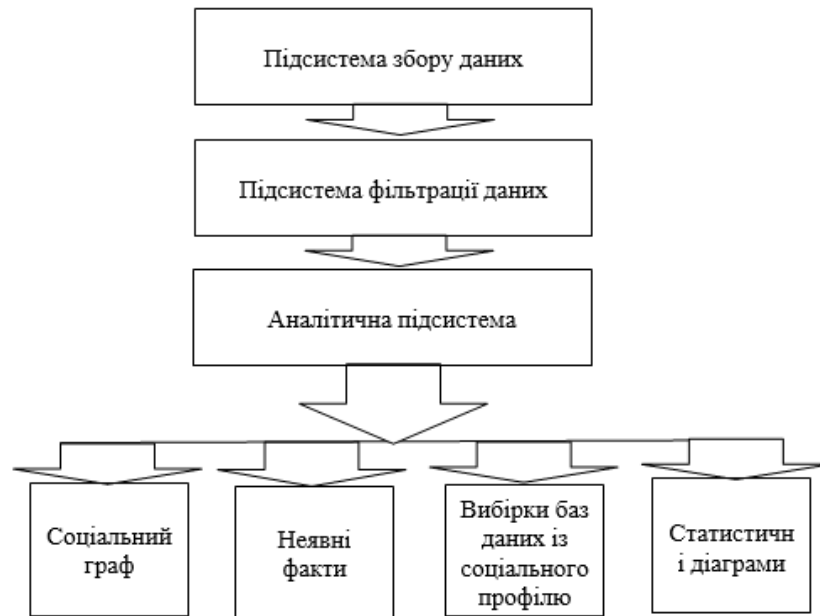 Підсистема збору даних
Підсистема фільтрації даних
Аналітична підсистема
Соціальний
граф
Неявні
факти
Вибірки баз
даних із
соціального
профілю
Статистичн
і діаграми